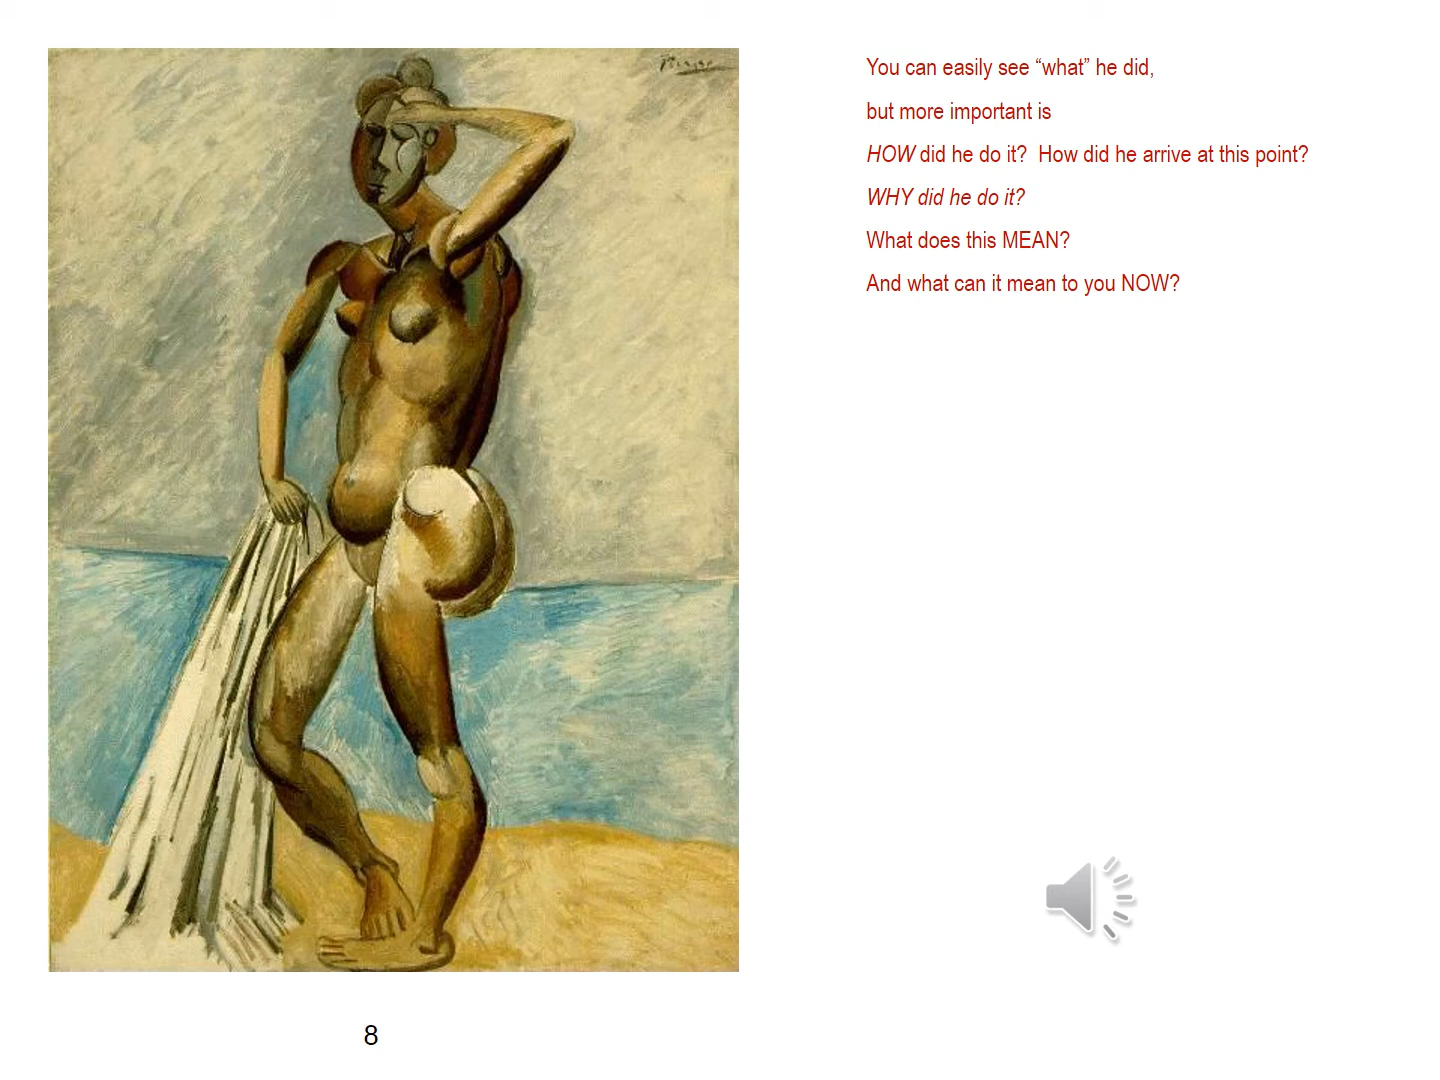 Picasso
You can easily see “what” he did,
but more important is
HOW did he do it?  How did he arrive at this point?
WHY did he do it?
What does this MEAN?
And what can it mean to you NOW?
8